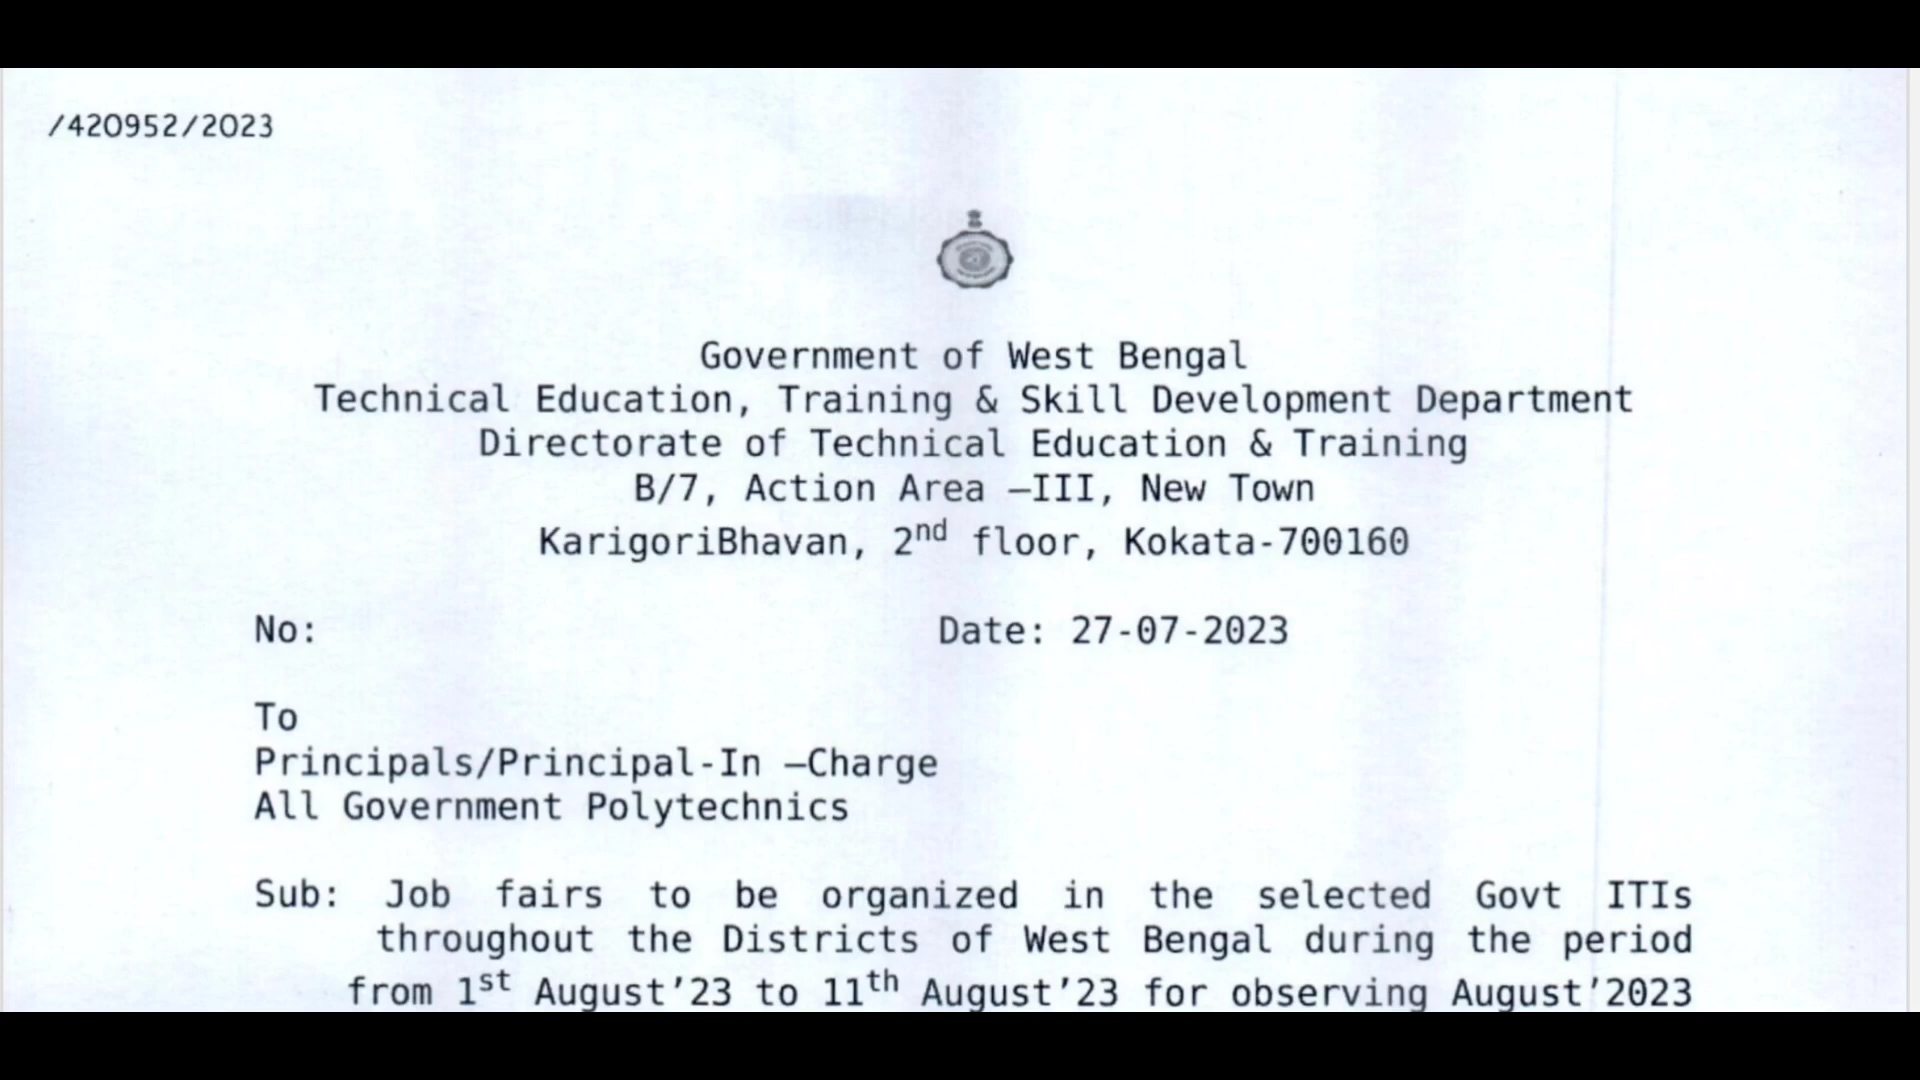 /420952/2023
Government of West Bengal
Technical Education, Training & Skill Development Department
Directorate of Technical Education & Training
B/7, Action Area –III, New Town
KarigoriBhavan, 2nd floor, Kokata-700160
No: Date: 27-07-2023
To
Principals/Principal-In –Charge
All Government Polytechnics
Sub: Job fairs to be organized in the selected Govt ITIs
throughout the Districts of West Bengal during the period
from 1st August’23 to 11th August’23 for observing August’2023